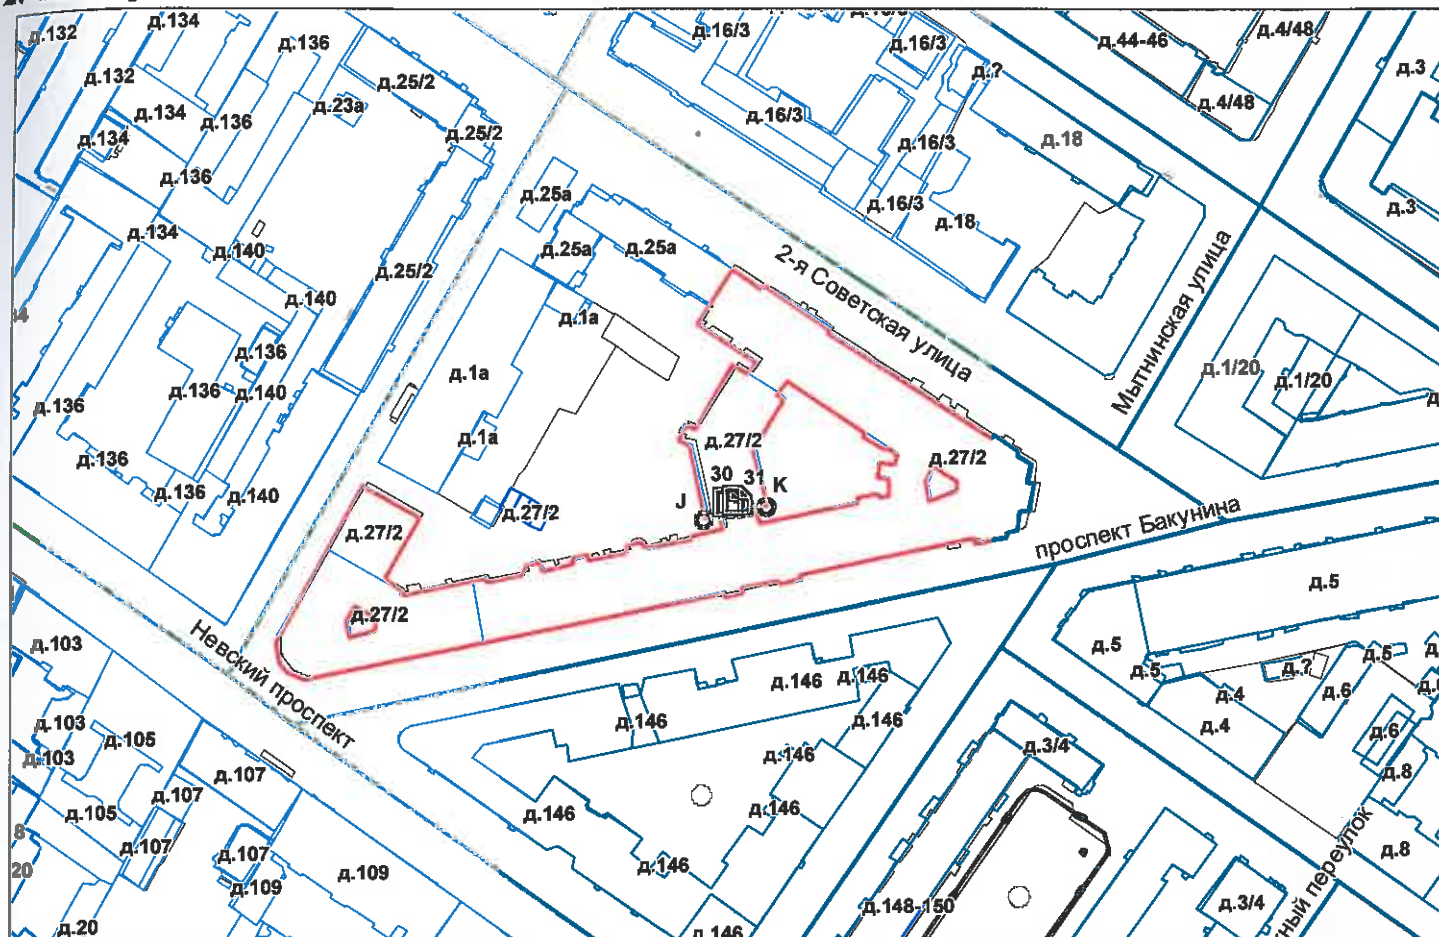 д.132
д.134
д.136
д.25/2
д.16/3
д.16/3
д.44-46
д.4/48
д.3
д.132
д.134
д.136
д.23а
д.25/2
д.16/3
д.16/3
д.?
д.4/48
д.134
д.136
д.25а
д.16/3
д.18
д.18
д.3
д.134
д.140
д.25/2
д.25а
д.25а
2-я Советская улица
Мытнинская улица
д.140
д.1а
д.136
д.136
д.140
д.1а
д.1/20
д.1/20
д.136
д.136
д.136
д.140
д.1а
д.27/2
д.27/2
30
31
J
K
д.27/2
д.27/2
д.27/2
проспект Бакунина
Невский проспект
д.5
д.5
д.5
д.5
д.?
д.4
д.4
д.6
д.6
д.8
д.8
д.103
д.103
д.103
д.105
д.105
д.107
д.107
д.107
д.107
д.109
д.109
д.20
20
д.146
д.146
д.146
д.146
д.146
д.146
д.146
д.146
д.146
д.3/4
д.3/4
д.148-150
ный переулок